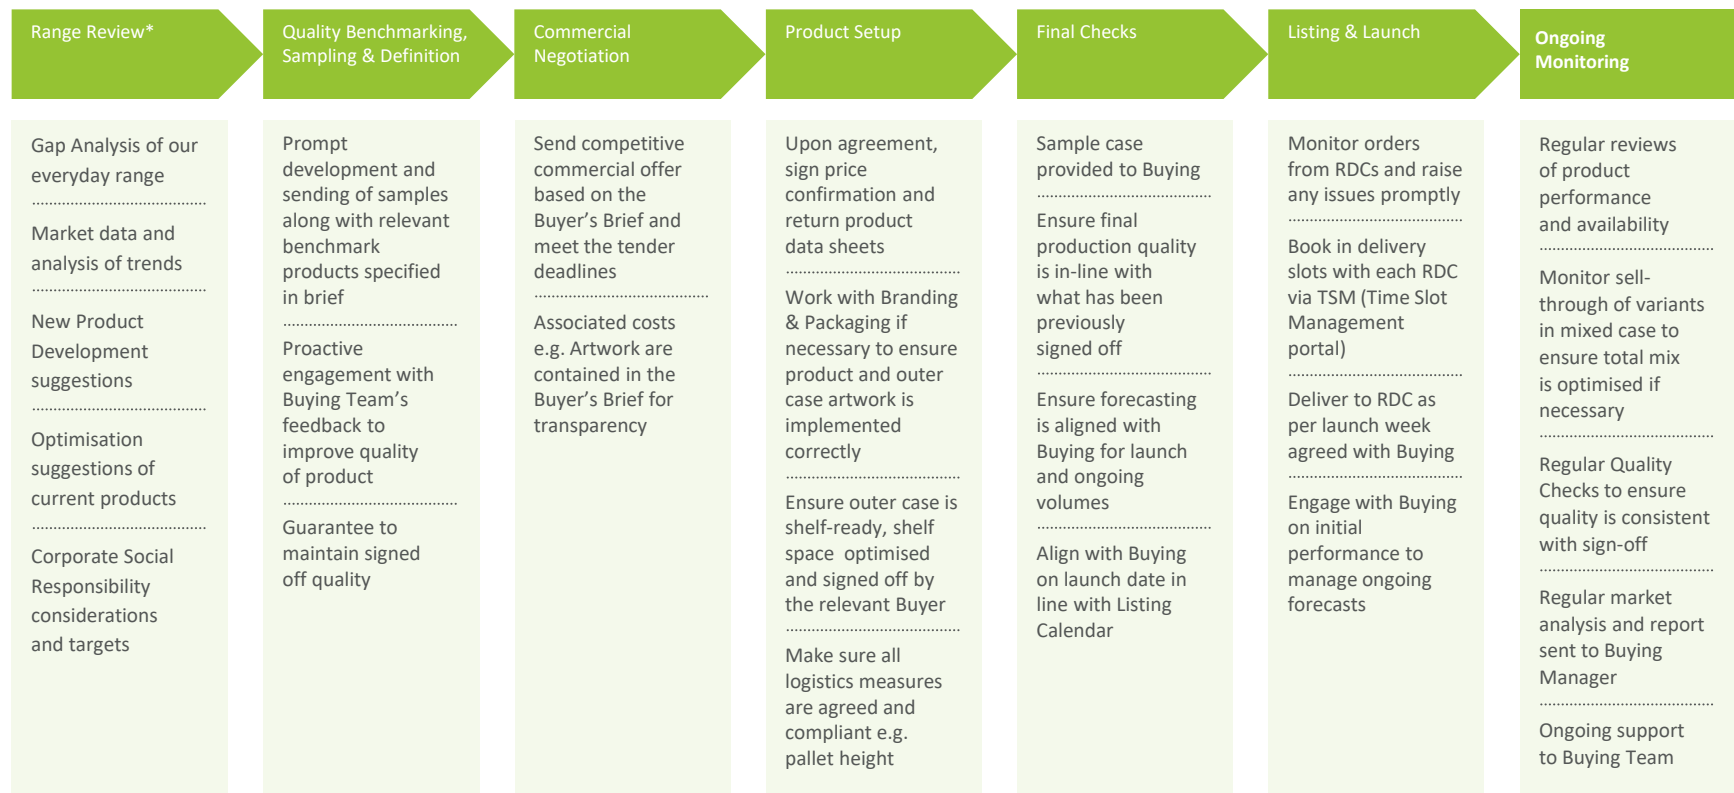 Range Review*
Quality Benchmarking,
Sampling & Definition
Commercial
Negotiation
Product Setup
Final Checks
Listing & Launch
Ongoing
Monitoring
Gap Analysis of our
everyday range
Market data and
analysis of trends
New Product
Development
suggestions
Optimisation
suggestions of
current products
Corporate Social
Responsibility
considerations
and targets
Prompt
development and
sending of samples
along with relevant
benchmark
products specified
in brief
Proactive
engagement with
Buying Team’s
feedback to
improve quality
of product
Guarantee to
maintain signed
off quality
Send competitive
commercial offer
based on the
Buyer’s Brief and
meet the tender
deadlines
Associated costs
e.g. Artwork are
contained in the
Buyer’s Brief for
transparency
Upon agreement,
sign price
confirmation and
return product
data sheets
Work with Branding
& Packaging if
necessary to ensure
product and outer
case artwork is
implemented
correctly
Ensure outer case is
shelf-ready, shelf
space optimised
and signed off by
the relevant Buyer
Make sure all
logistics measures
are agreed and
compliant e.g.
pallet height
Sample case
provided to Buying
Ensure final
production quality
is in-line with
what has been
previously
signed off
Ensure forecasting
is aligned with
Buying for launch
and ongoing
volumes
Align with Buying
on launch date in
line with Listing
Calendar
Monitor orders
from RDCs and raise
any issues promptly
Book in delivery
slots with each RDC
via TSM (Time Slot
Management
portal)
Deliver to RDC as
per launch week
agreed with Buying
Engage with Buying
on initial
performance to
manage ongoing
forecasts
Regular reviews
of product
performance
and availability
Monitor sell-
through of variants
in mixed case to
ensure total mix
is optimised if
necessary
Regular Quality
Checks to ensure
quality is consistent
with sign-off
Regular market
analysis and report
sent to Buying
Manager
Ongoing support
to Buying Team